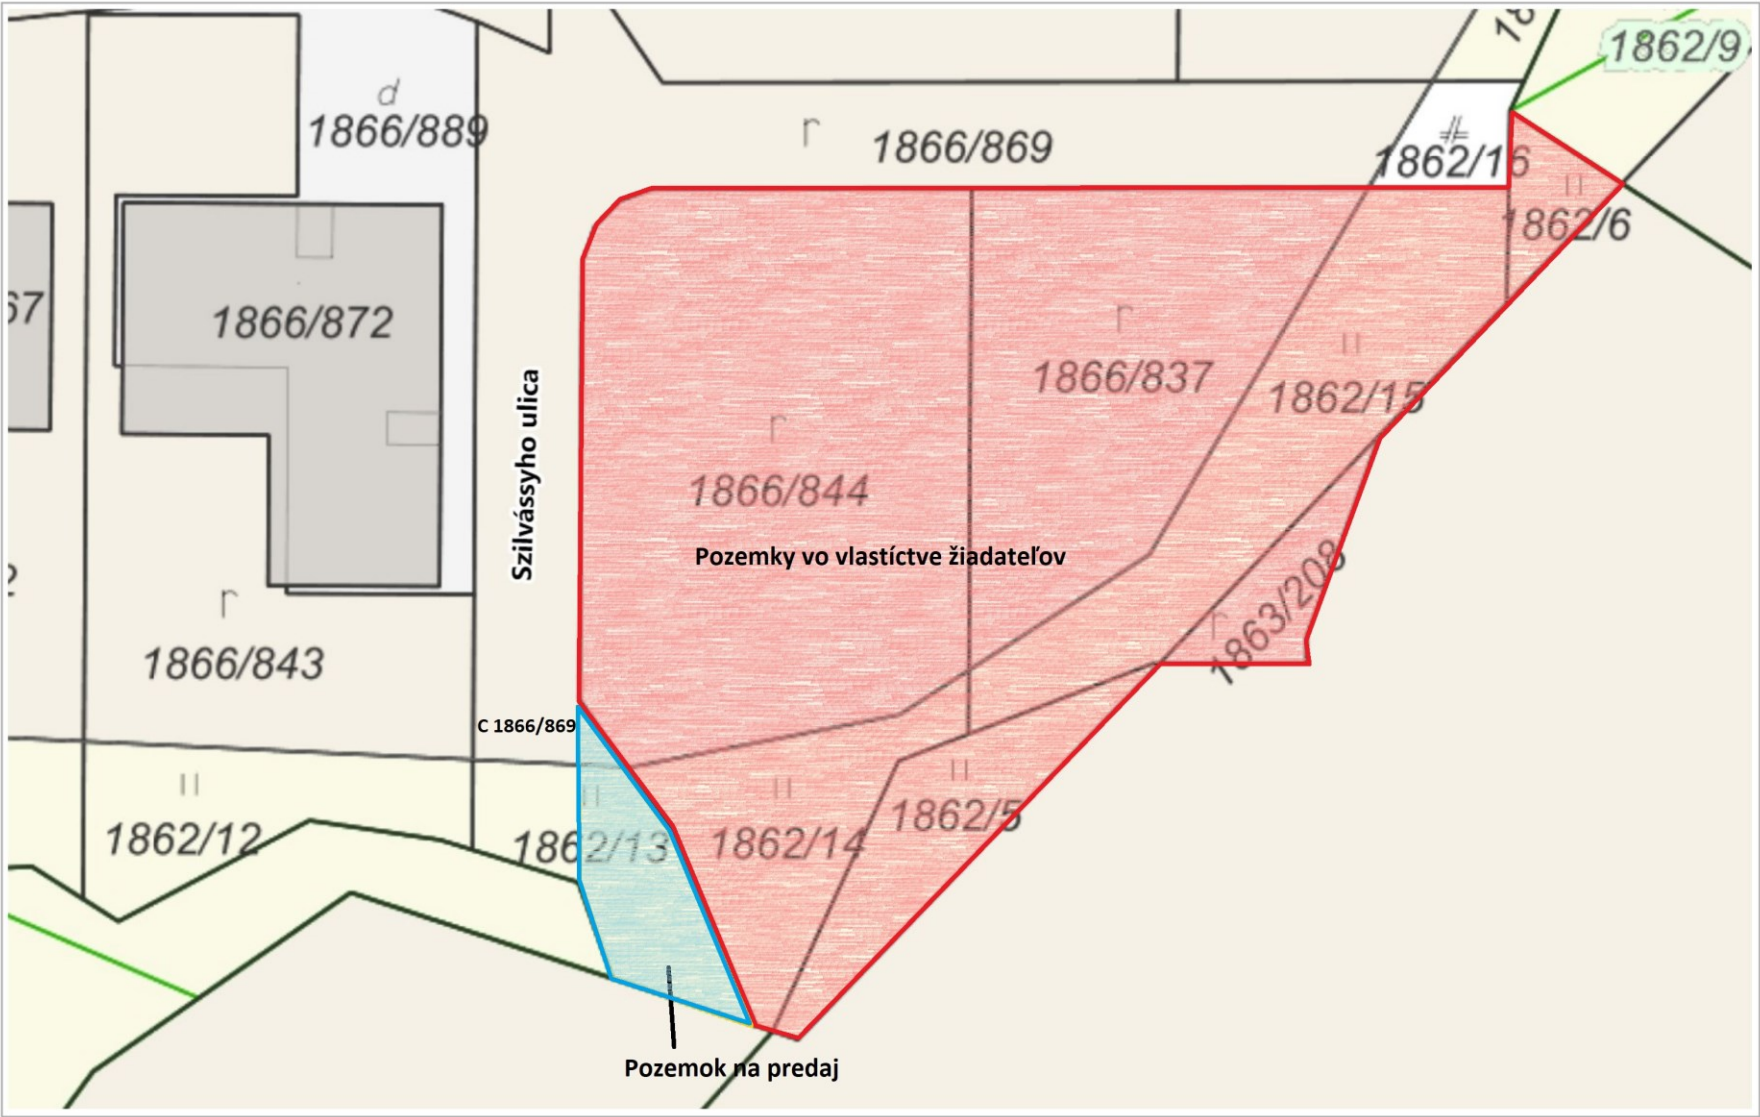 1862/9
d
1866/889
r
1866/869
1862/16
1862/6
1866/872
r
1866/837
1862/15
r
1866/844
Szilvássyho ulica
Pozemky vo vlastíctve žiadateľov
r
1863/208
r
1866/843
C 1866/869
1862/12
1862/13
1862/14
1862/5
Pozemok na predaj